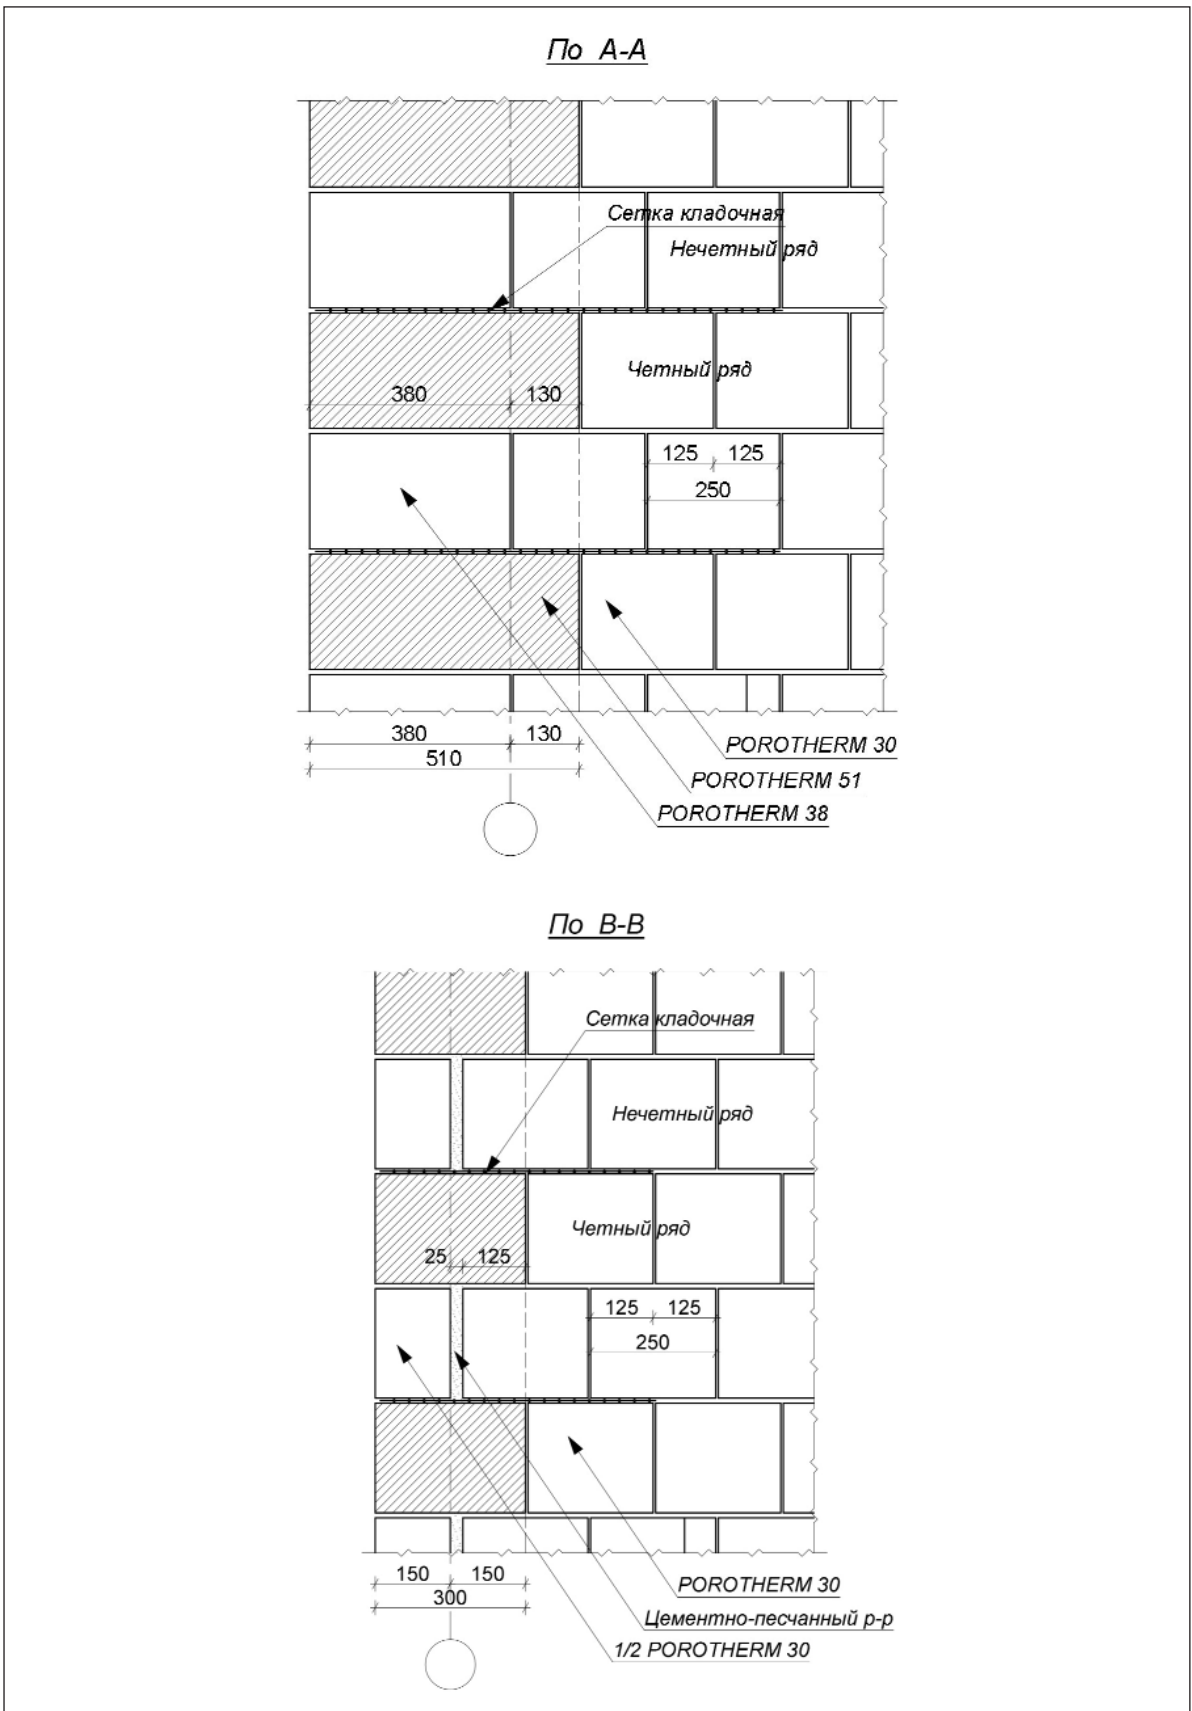 По А-А
Сетка кладочная
Нечетный ряд
Четный ряд
380 130
125 125
250
380 130
510
POROTHERM 30
POROTHERM 51
POROTHERM 38
По В-В
Сетка кладочная
Нечетный ряд
Четный ряд
25 125
125 125
250
150 150
300
POROTHERM 30
Цементно-песчанный р-р
1/2 POROTHERM 30